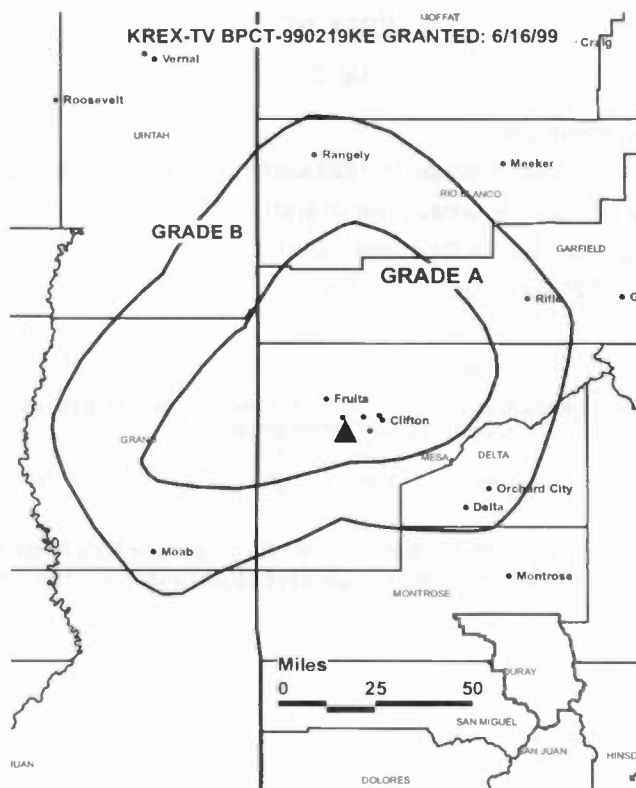 MOFFAT
KREX-TV BPCT-990219KE GRANTED: 6/16/99
Craig
Vernal
Roosevelt
UINTAH
Rangely
Meeker
RIO BLANCO
GRADE B
GARFIELD
GRADE A
Rifle
G
Fruita
Clifton
GRAND
MESA
DELTA
Orchard City
Delta
Moab
Montrose
MONTROSE
Miles
0 25 50
OURAY
SAN MIGUEL
SAN JUAN
HINSD
IUAN
DOLORES